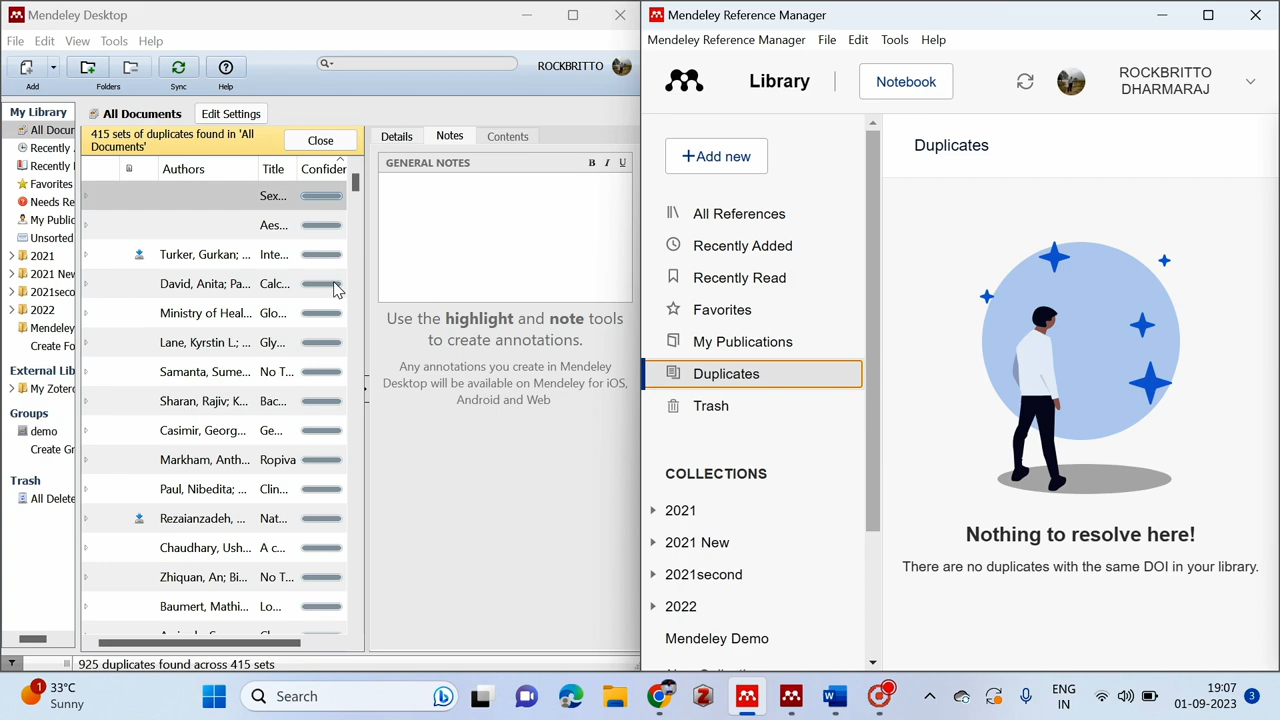 Mendeley Desktop
File Edit View Tools Help
Add
Folders
Sync
Help
ROCKBRITTO
My Library
All Docur
Recently
Recently
Favorites
Needs Re
My Public
Unsorted
2021
2021 New
2021seco
2022
Mendeley
Create Fo
External Lib
My Zotero
Groups
demo
Create Gr
Trash
All Delete
All Documents
Edit Settings
415 sets of duplicates found in 'All
Documents'
Close
Authors Title Confider
Sex...
Aes...
Turker, Gurkan; ... Inte...
David, Anita; Pa... Calc...
Ministry of Heal... Glo...
Lane, Kyrstin L.; ... Gly...
Samanta, Sume... No T...
Sharan, Rajiv; K... Bac...
Casimir, Georg... Ge...
Markham, Anth... Ropiva
Paul, Nibedita; ... Clin...
Rezaianzadeh, ... Nat...
Chaudhary, Ush... A c...
Zhiquan, An; Bi... No T...
Baumert, Mathi... Lo...
925 duplicates found across 415 sets
Details
Notes
Contents
GENERAL NOTES
B I U
Use the highlight and note tools
to create annotations.
Any annotations you create in Mendeley
Desktop will be available on Mendeley for iOS,
Android and Web
Mendeley Reference Manager
Mendeley Reference Manager File Edit Tools Help
Library
Notebook
ROCKBRITTO
DHARMARAJ
+Add new
All References
Recently Added
Recently Read
Favorites
My Publications
Duplicates
Trash
COLLECTIONS
2021
2021 New
2021second
2022
Mendeley Demo
Duplicates
Nothing to resolve here!
There are no duplicates with the same DOI in your library.
1
33°C
Sunny
Search
ENG
IN
19:07
01-09-2023
3